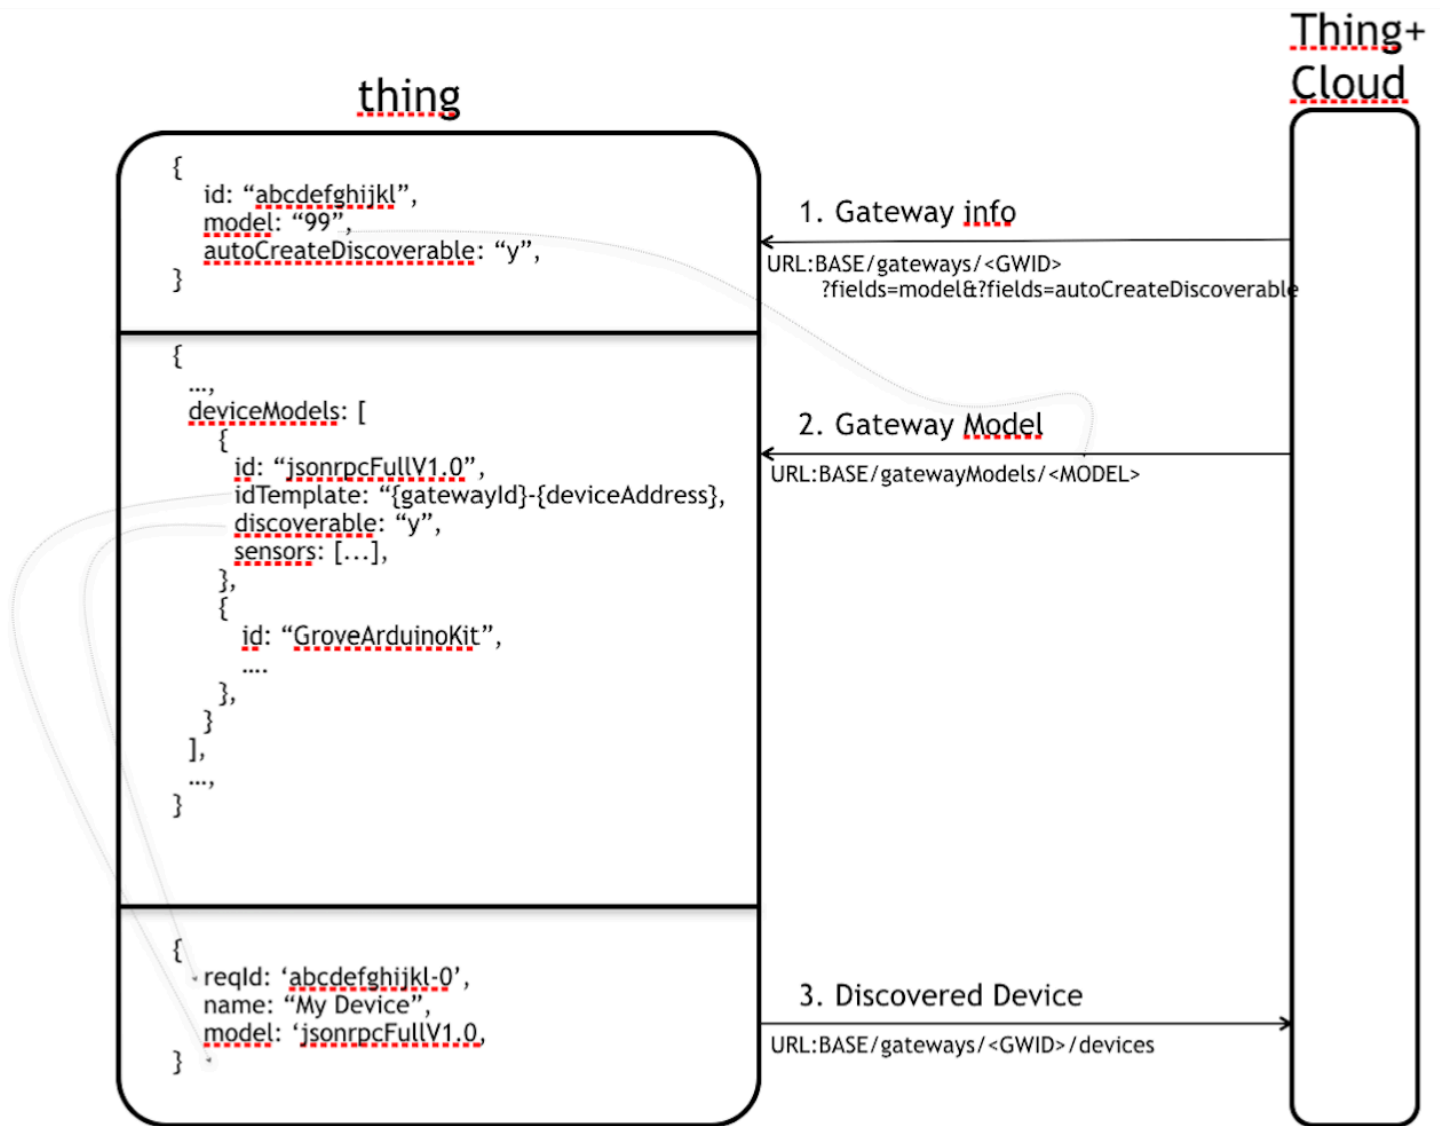 Thing+
Cloud
thing
{
id: “abcdefghijkl”,
model: “99”,
autoCreateDiscoverable: “y”,
}
1. Gateway info
URL:BASE/gateways/<GWID>
?fields=model&?fields=autoCreateDiscoverable
{
…,
deviceModels: [
{
id: “jsonrpcFullV1.0”,
idTemplate: “{gatewayId}-{deviceAddress},
discoverable: “y”,
sensors: […],
},
{
id: “GroveArduinoKit”,
….
},
}
],
…,
}
2. Gateway Model
URL:BASE/gatewayModels/<MODEL>
{
reqId: ‘abcdefghijkl-0’,
name: “My Device”,
model: ‘jsonrpcFullV1.0,
}
3. Discovered Device
URL:BASE/gateways/<GWID>/devices